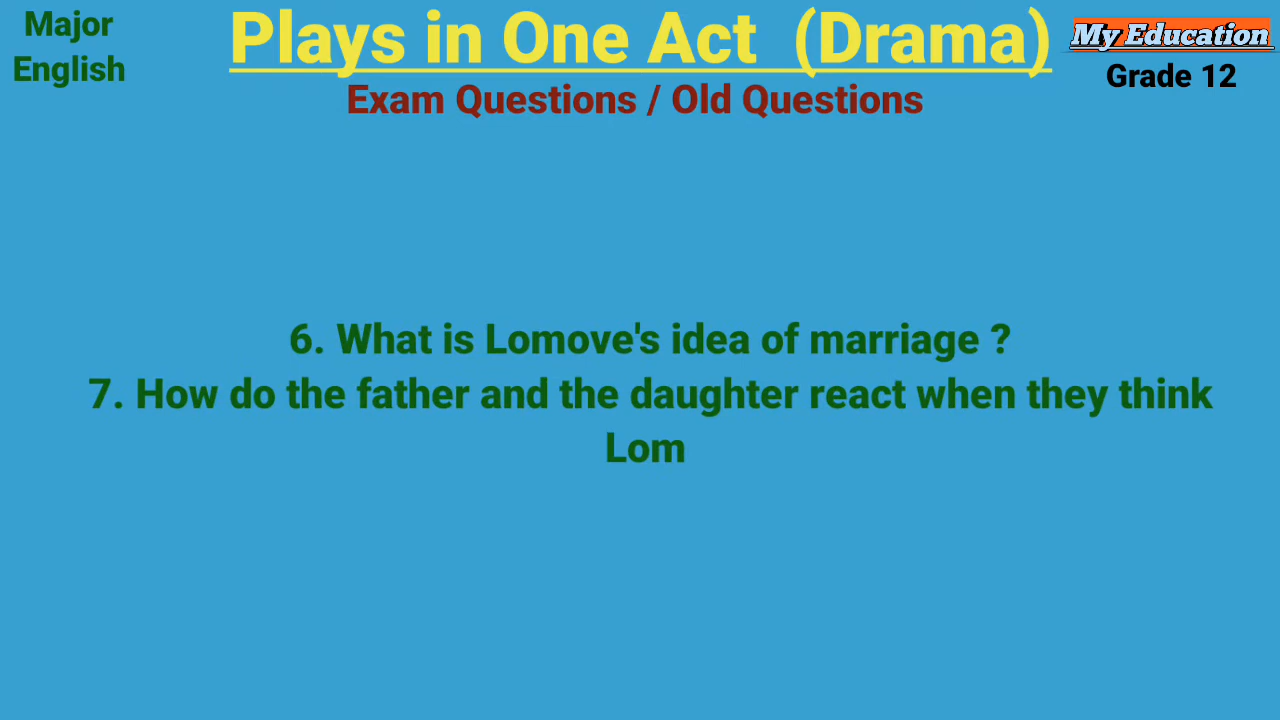 Major
English
Plays in One Act (Drama)
Exam Questions / Old Questions
My Education
Grade 12
6. What is Lomove's idea of marriage ?
7. How do the father and the daughter react when they think
Lom